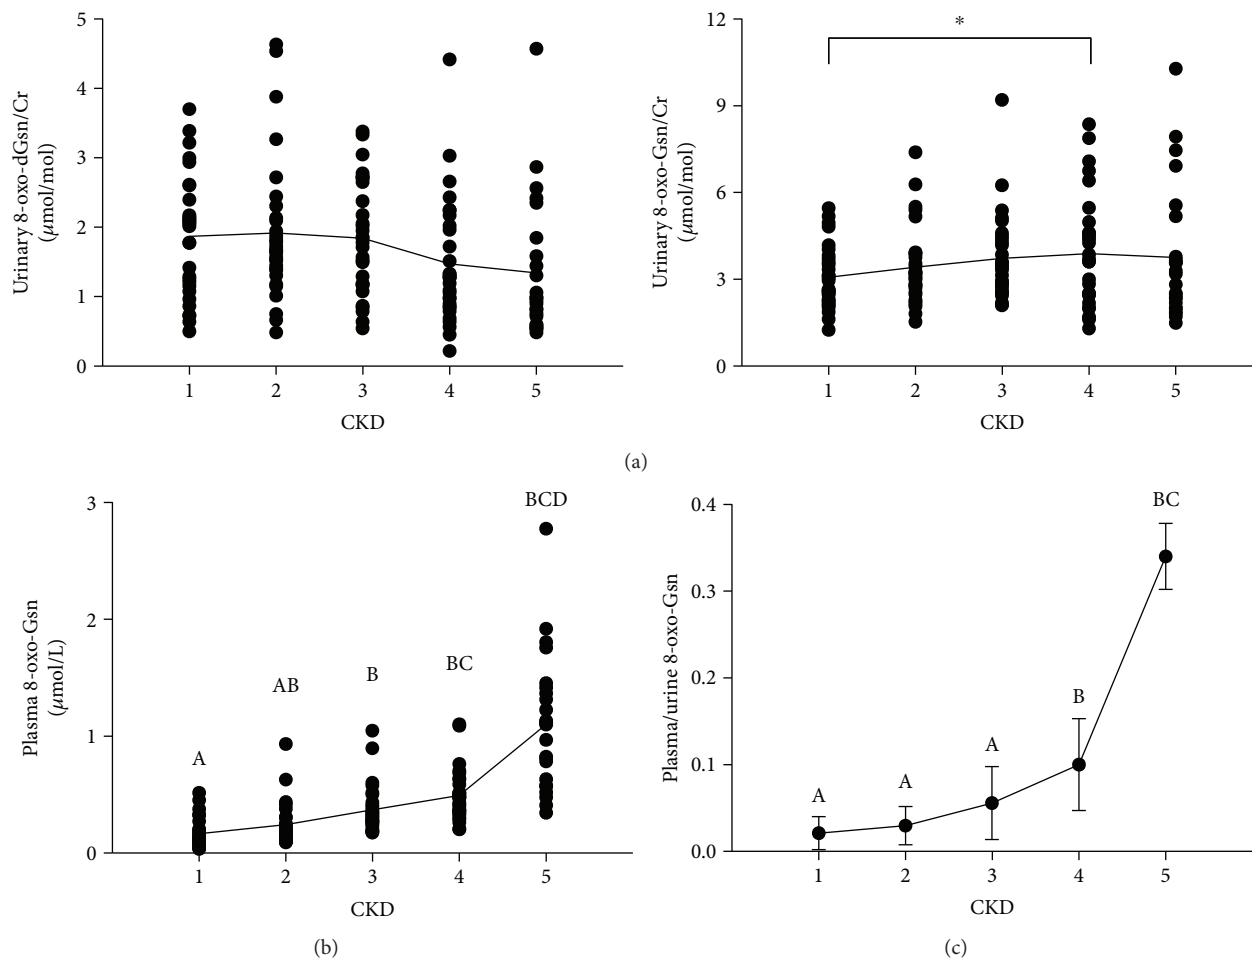 Urinary 8-oxo-dGsn/Cr
(μmol/mol)
5
4
3
2
1
0
1 2 3 4 5
CKD
Urinary 8-oxo-Gsn/Cr
(μmol/mol)
12
9
6
3
0
*
1 2 3 4 5
CKD
(a)
Plasma 8-oxo-Gsn
(μmol/L)
3
2
1
0
A
AB
B
BC
BCD
1 2 3 4 5
CKD
(b)
Plasma/urine 8-oxo-Gsn
0.4
0.3
0.2
0.1
0.0
A
A
A
B
BC
1 2 3 4 5
CKD
(c)